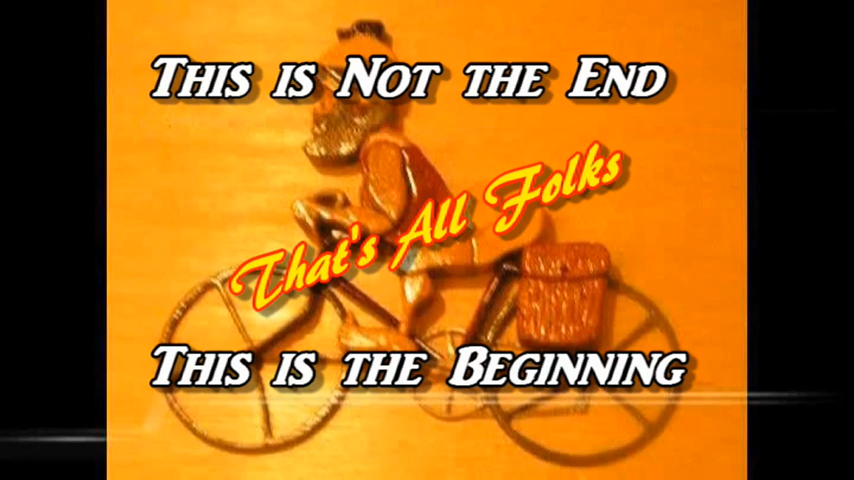 This is Not the End
That's All Folks
This is the Beginning